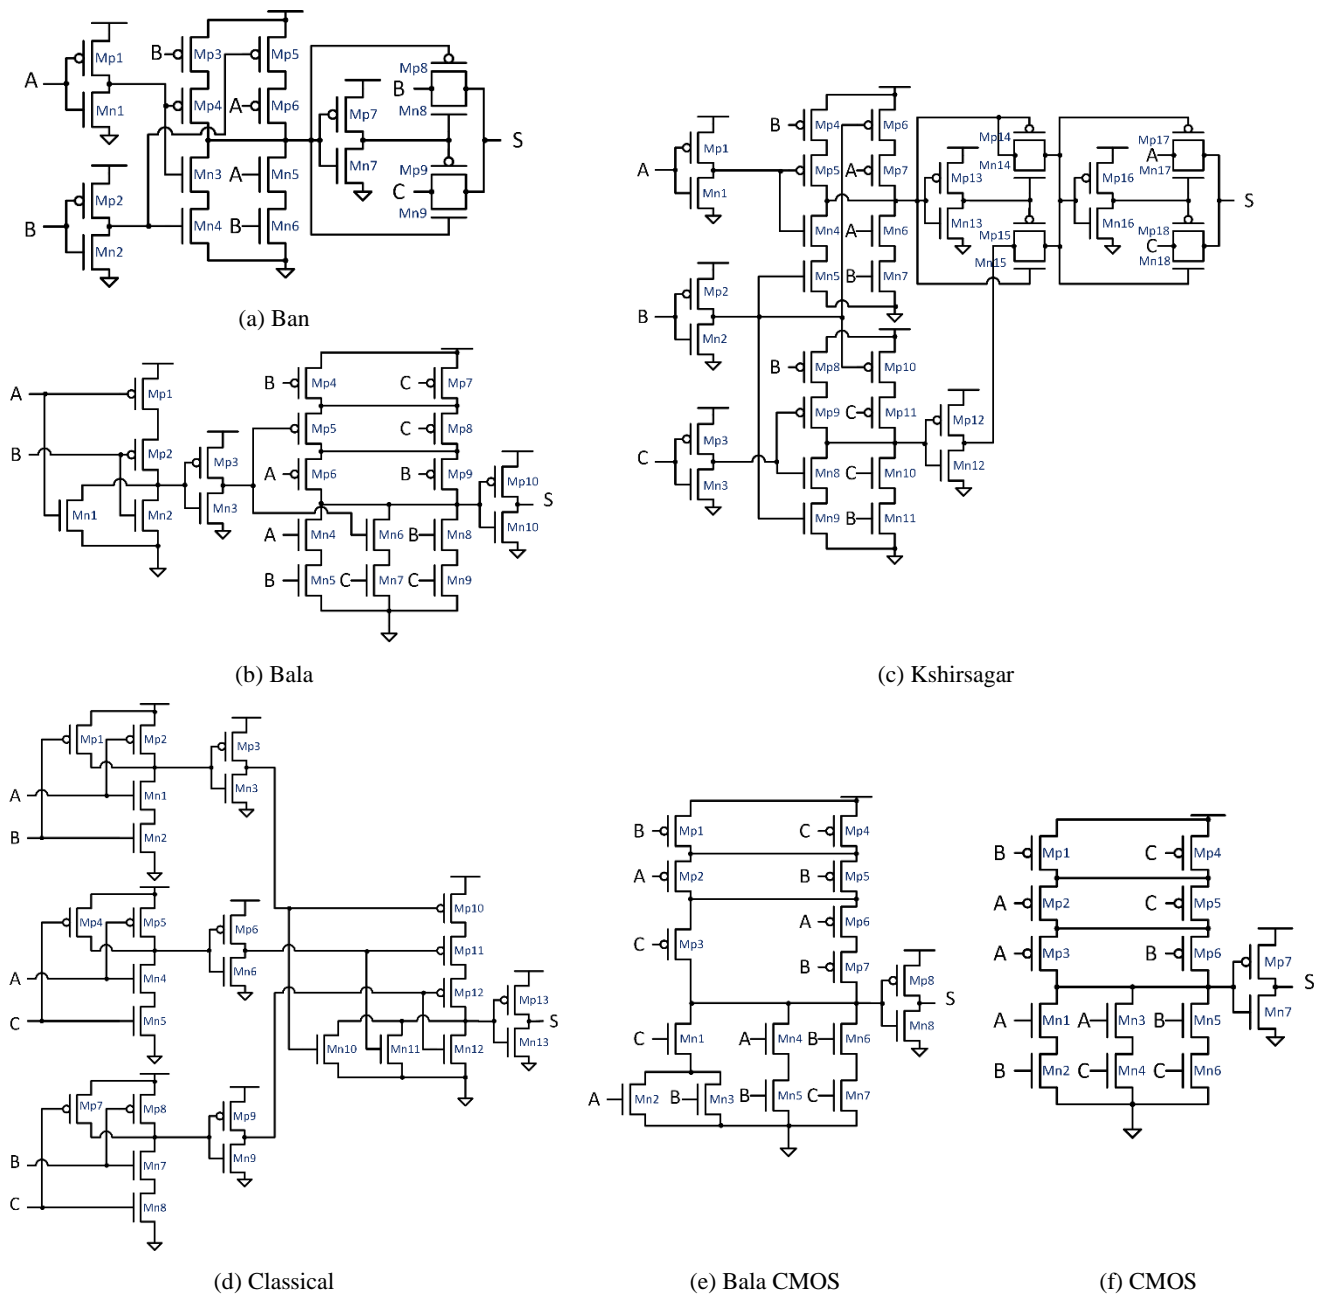 A
B
Mp1
Mn1
Mp2
Mn2
B
Mp3
Mp4
Mn3
Mn4
Mp5
A
Mp6
A
Mn5
B
Mn6
Mp7
Mn7
Mp8
B
Mn8
Mp9
C
Mn9
S
(a) Ban
A
B
Mp1
Mp2
Mn1
Mn2
Mp3
Mn3
B
Mp4
Mp5
A
Mp6
A
Mn4
B
Mn5
C
Mp7
C
Mp8
B
Mp9
Mn6
C
Mn7
B
Mn8
C
Mn9
Mp10
Mn10
S
(b) Bala
A
B
C
Mp1
Mn1
Mp2
Mn2
Mp3
Mn3
B
Mp4
Mp5
Mn4
Mn5
Mp6
A
Mp7
A
Mn6
B
Mn7
B
Mp8
Mp9
Mn8
Mn9
Mp10
C
Mp11
C
Mn10
B
Mn11
Mp12
Mn12
Mp13
Mn13
Mp14
Mn14
Mp15
Mn15
Mp16
Mn16
Mp17
A
Mn17
Mp18
C
Mn18
S
(c) Kshirsagar
A
B
Mp1
Mp2
Mn1
Mn2
Mp3
Mn3
A
C
Mp4
Mp5
Mn4
Mn5
Mp6
Mn6
B
C
Mp7
Mp8
Mn7
Mn8
Mp9
Mn9
Mp10
Mp11
Mp12
Mn10
Mn11
Mn12
Mp13
Mn13
S
(d) Classical
B
Mp1
A
Mp2
C
Mp3
C
Mp4
B
Mp5
A
Mp6
B
Mp7
C
Mn1
A
Mn2
B
Mn3
A
Mn4
B
Mn5
B
Mn6
C
Mn7
Mp8
Mn8
S
(e) Bala CMOS
B
Mp1
A
Mp2
A
Mp3
C
Mp4
C
Mp5
B
Mp6
A
Mn1
B
Mn2
A
Mn3
C
Mn4
B
Mn5
C
Mn6
Mp7
Mn7
S
(f) CMOS